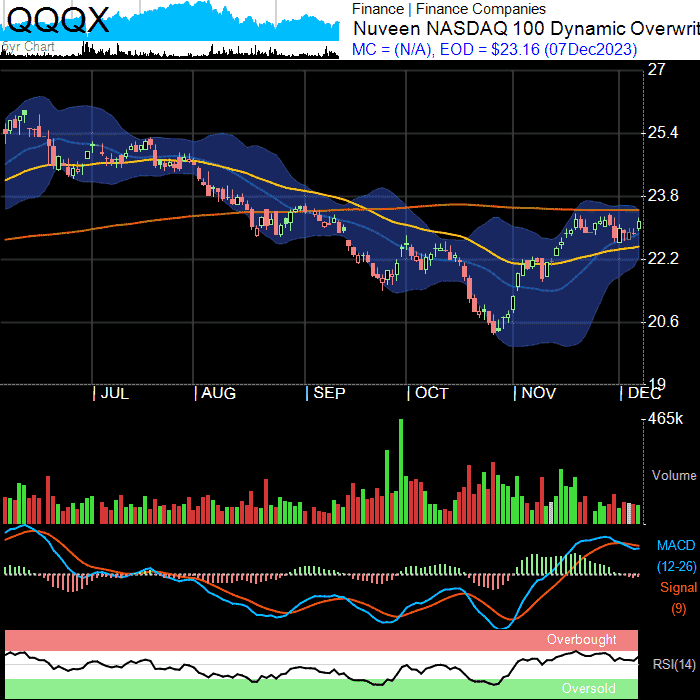 QQQX
5yr Chart
Finance | Finance Companies
Nuveen NASDAQ 100 Dynamic Overwrit
MC = (N/A), EOD = $23.16 (07Dec2023)
27
25.4
23.8
22.2
20.6
19
| JUL | AUG | SEP | OCT | NOV | DEC
465k
Volume
MACD
(12-26)
Signal
(9)
Overbought
RSI(14)
Oversold